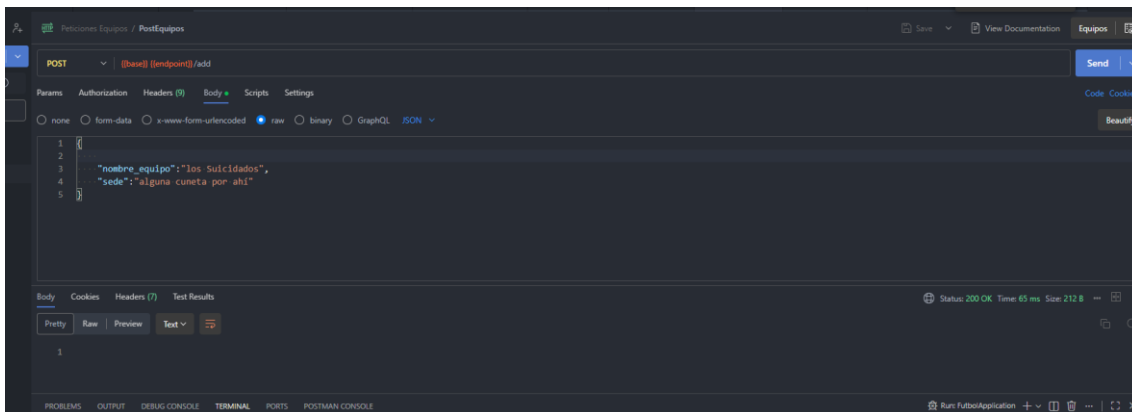 Peticiones Equipos / PostEquipos
Save
View Documentation
Equipos
POST
{{base}} {{endpoint}}/add
Send
Params Authorization Headers (9) Body Scripts Settings
Code Cookie
none form-data x-www-form-urlencoded raw binary GraphQL JSON
Beautify
1 {
2
3 "nombre_equipo":"los Suicidados",
4 "sede":"alguna cuneta por ahi"
5 }
Body Cookies Headers (7) Test Results
Status: 200 OK Time: 65 ms Size: 212 B
Pretty Raw Preview Text
1
PROBLEMS OUTPUT DEBUG CONSOLE TERMINAL PORTS POSTMAN CONSOLE
Run: FutbolApplication